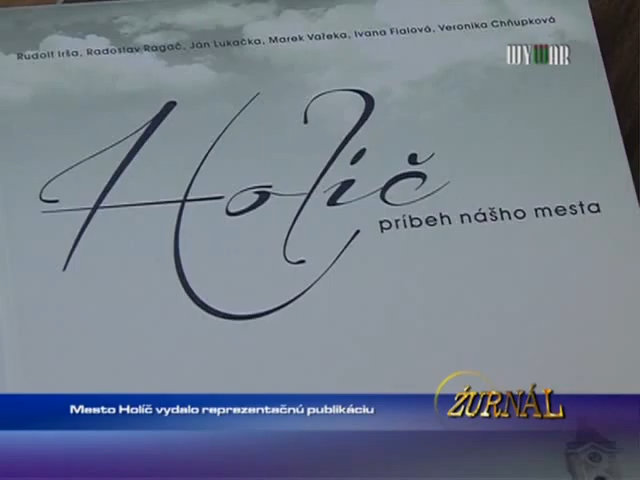 Rudolf Irša, Radoslav Ragač, Ján Lukačka, Marek Vařeka, Ivana Fialová, Veronika Chňupková
WYWAR
Holíč
príbeh nášho mesta
Mesto Holíč vydalo reprezentačnú publikáciu
ŽURNÁL